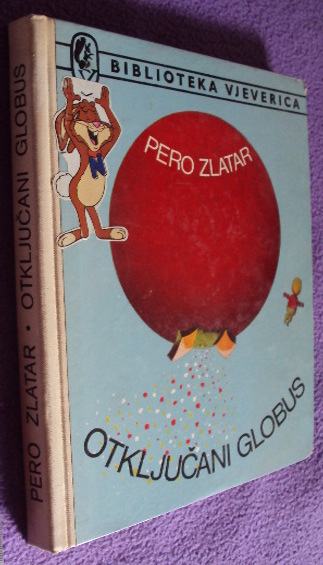 BIBLIOTEKA VJEVERICA
PERO ZLATAR
OTKLJUČANI GLOBUS
PERO ZLATAR • OTKLJUČANI GLOBUS